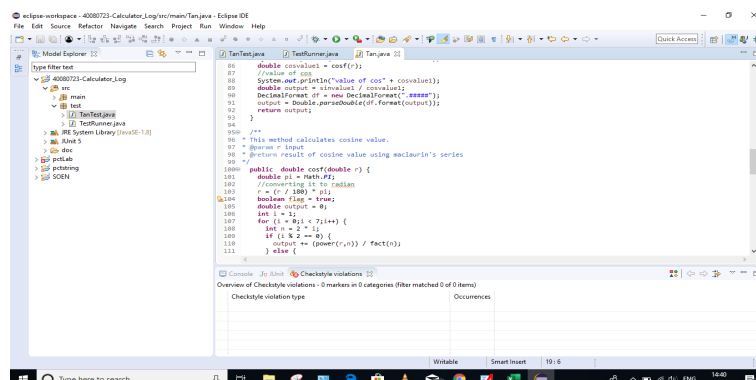 eclipse-workspace - 40080723-Calculator_Log/src/main/Tan.java - Eclipse IDE
File Edit Source Refactor Navigate Search Project Run Window Help
Quick Access
Model Explorer
type filter text
40080723-Calculator_Log
src
main
test
TanTest.java
TestRunner.java
JRE System Library [JavaSE-1.8]
JUnit 5
doc
pctLab
pctstring
SOEN
TanTest.java TestRunner.java Tan.java
86 double cosvalue1 = cosf(r);
87 //value of cos
88 System.out.println("value of cos" + cosvalue1);
89 double output = sinvalue1 / cosvalue1;
90 DecimalFormat df = new DecimalFormat(".#####");
91 output = Double.parseDouble(df.format(output));
92 return output;
93 }
94
95 /**
96 * This method calculates cosine value.
97 * @param r input
98 * @return result of cosine value using maclaurin's series
99 */
100 public double cosf(double r) {
101 double pi = Math.PI;
102 //converting it to radian
103 r = (r / 180) * pi;
104 boolean flag = true;
105 double output = 0;
106 int i = 1;
107 for (i = 0;i < 7;i++) {
108 int n = 2 * i;
109 if (i % 2 == 0) {
110 output += (power(r,n)) / fact(n);
111 } else {
Console JUnit Checkstyle violations
Overview of Checkstyle violations - 0 markers in 0 categories (filter matched 0 of 0 items)
Checkstyle violation type Occurrences
Writable Smart Insert 19 : 6
Type here to search
ENG
14:40